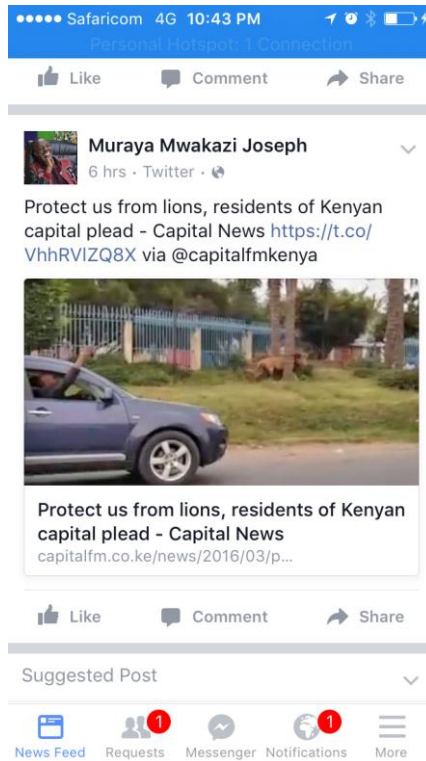 Safaricom 4G 10:43 PM
Personal Hotspot: 1 Connection
Like Comment Share
Muraya Mwakazi Joseph
6 hrs · Twitter ·
Protect us from lions, residents of Kenyan
capital plead - Capital News https://t.co/
VhhRVlZQ8X via @capitalfmkenya
Protect us from lions, residents of Kenyan
capital plead - Capital News
capitalfm.co.ke/news/2016/03/p...
Like Comment Share
Suggested Post
1 1
News Feed Requests Messenger Notifications More